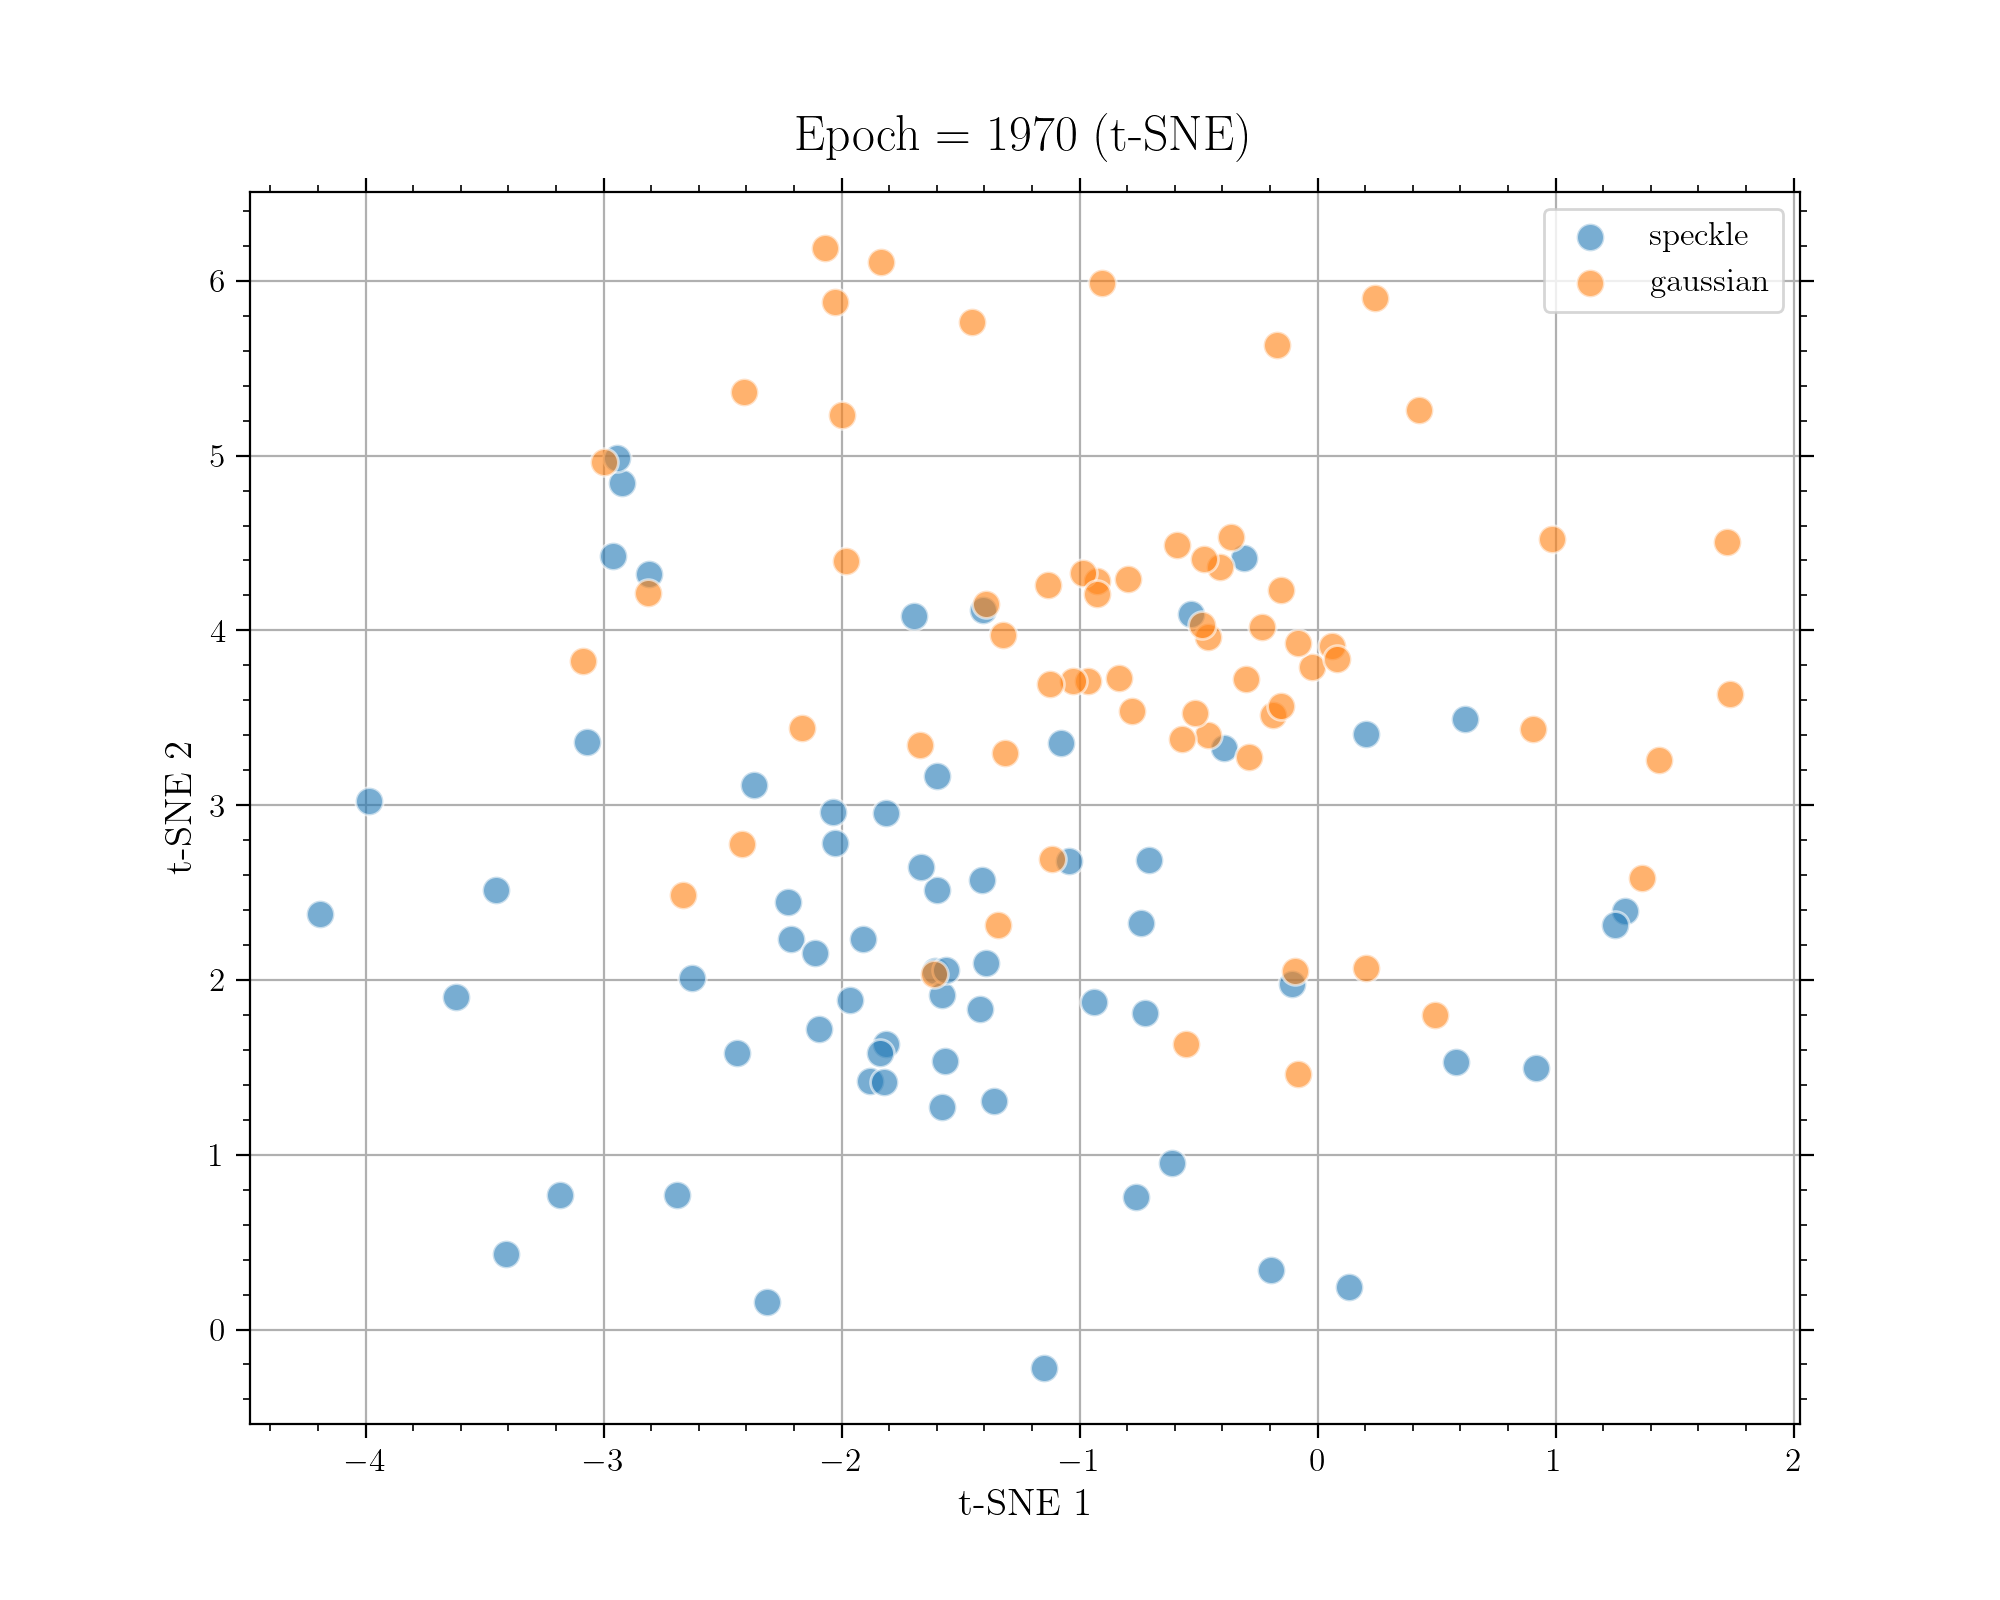 Epoch = 1970 (t-SNE)
speckle
gaussian
6
5
4
3
2
1
0
t-SNE 2
−4 −3 −2 −1 0 1 2
t-SNE 1